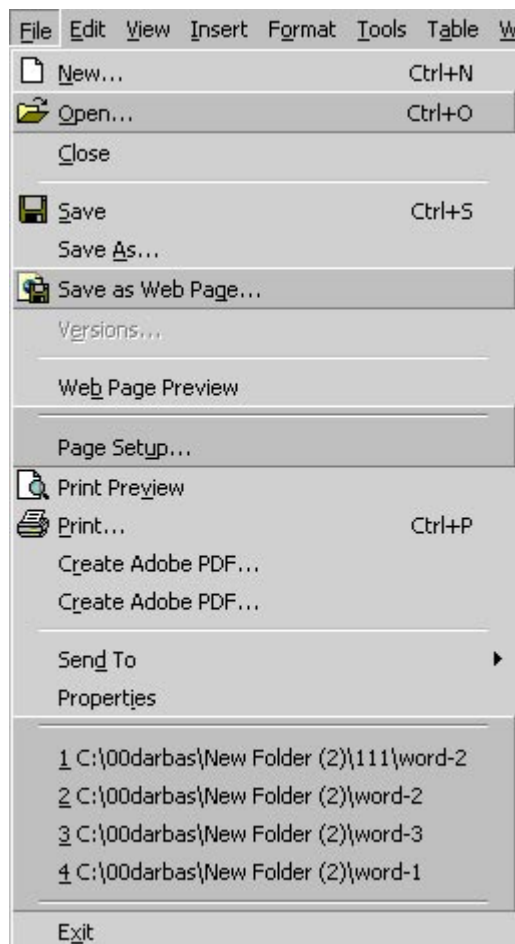 File Edit View Insert Format Tools Table W
New... Ctrl+N
Open... Ctrl+O
Close
Save Ctrl+S
Save As...
Save as Web Page...
Versions...
Web Page Preview
Page Setup...
Print Preview
Print... Ctrl+P
Create Adobe PDF...
Create Adobe PDF...
Send To
Properties
1 C:\00darbas\New Folder (2)\111\word-2
2 C:\00darbas\New Folder (2)\word-2
3 C:\00darbas\New Folder (2)\word-3
4 C:\00darbas\New Folder (2)\word-1
Exit